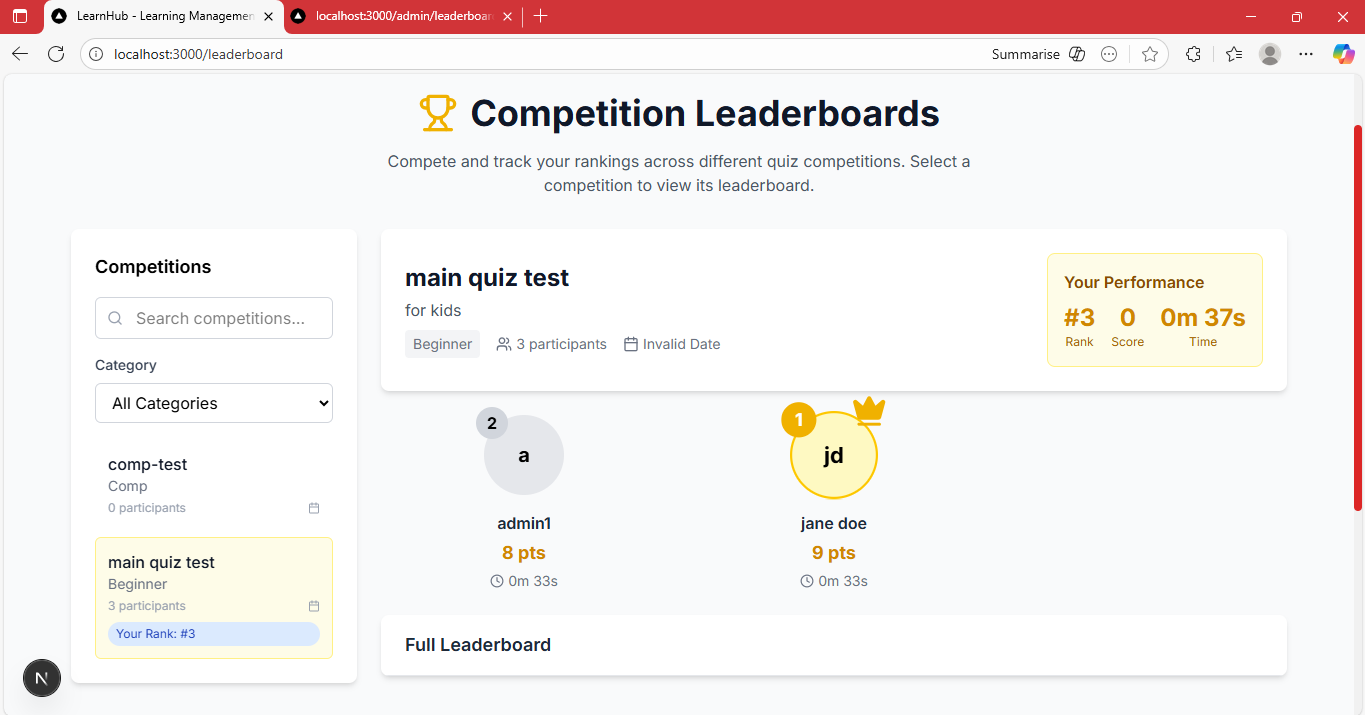 LearnHub - Learning Managemen
localhost:3000/admin/leaderboar
localhost:3000/leaderboard
Summarise
Competition Leaderboards
Compete and track your rankings across different quiz competitions. Select a
competition to view its leaderboard.
Competitions
Search competitions...
Category
All Categories
comp-test
Comp
0 participants
main quiz test
Beginner
3 participants
Your Rank: #3
main quiz test
for kids
Beginner
3 participants
Invalid Date
Your Performance
#3 0 0m 37s
Rank Score Time
2
a
admin1
8 pts
0m 33s
1
jd
jane doe
9 pts
0m 33s
Full Leaderboard
N